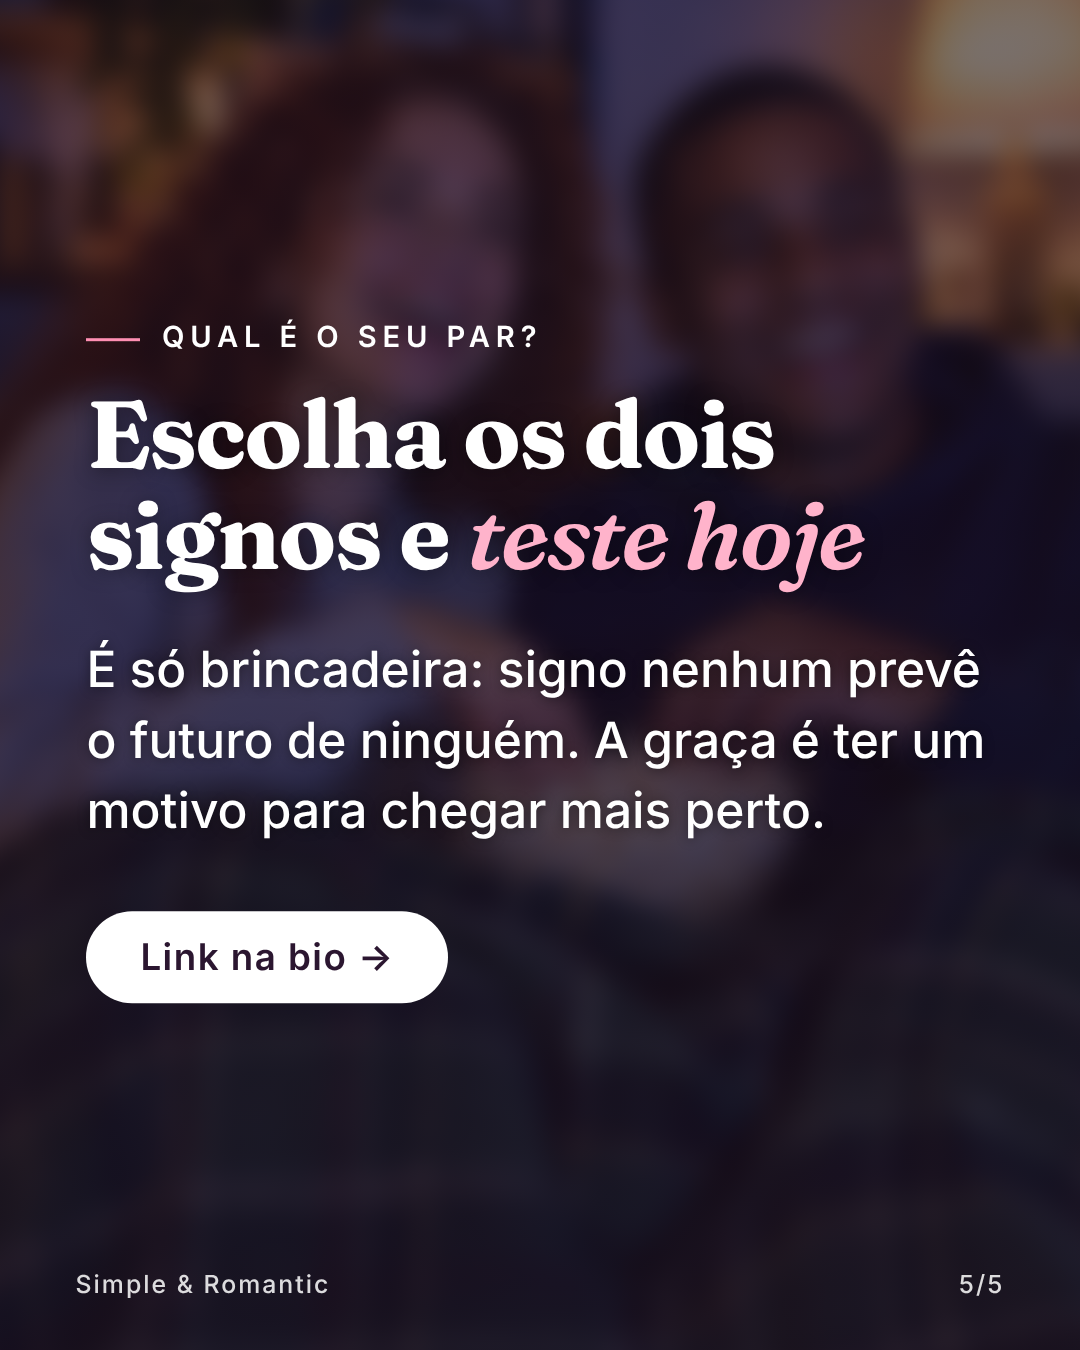 QUAL É O SEU PAR?
Escolha os dois
signos e teste hoje
É só brincadeira: signo nenhum prevê
o futuro de ninguém. A graça é ter um
motivo para chegar mais perto.
Link na bio →
Simple & Romantic
5/5